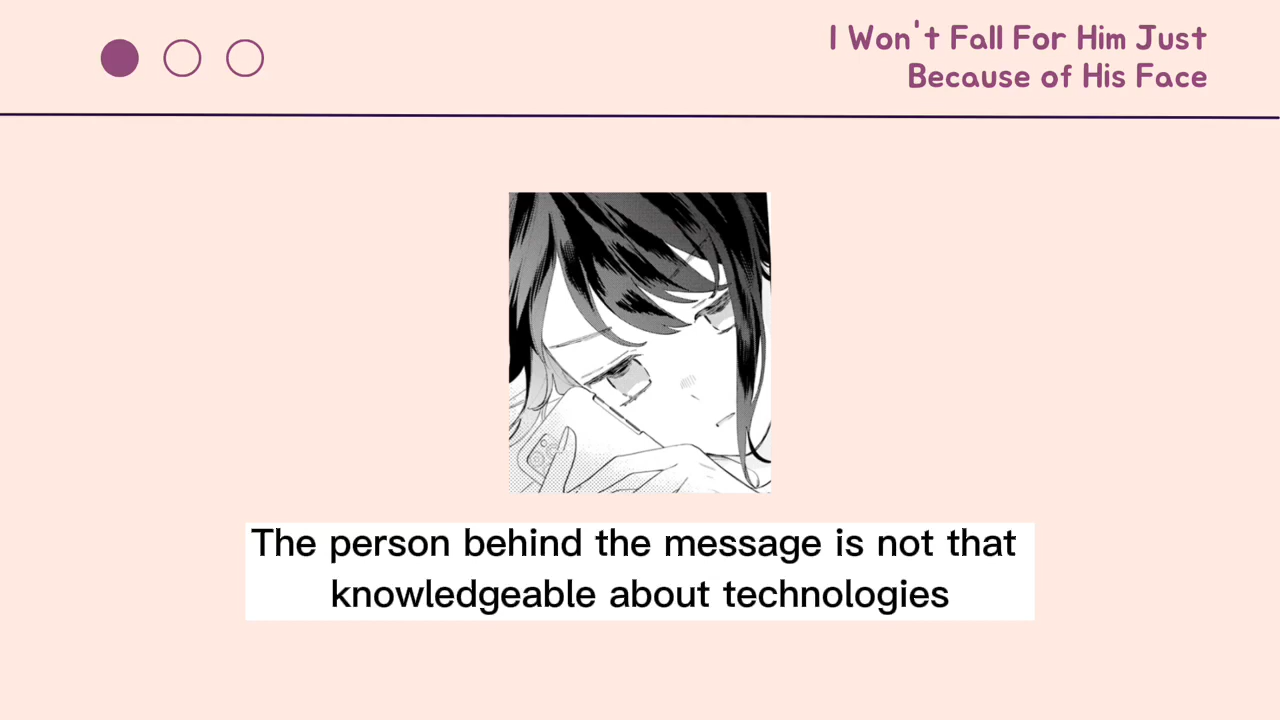 I Won't Fall For Him Just
Because of His Face
The person behind the message is not that
knowledgeable about technologies